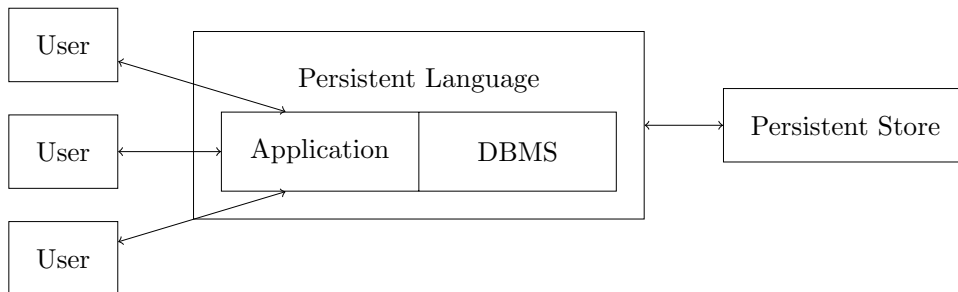 User
Persistent Language
Persistent Store
User
Application
DBMS
User